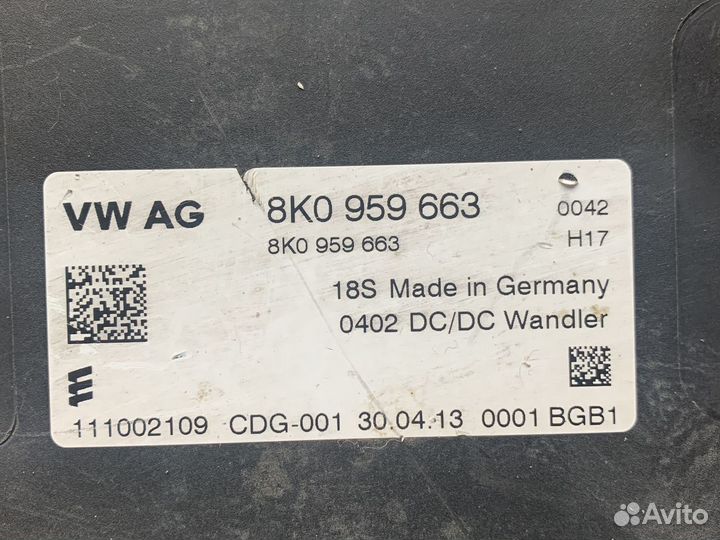 VW AG 8K0 959 663 0042
8K0 959 663 H17
18S Made in Germany
0402 DC/DC Wandler
111002109 CDG-001 30.04.13 0001 BGB1
Avito